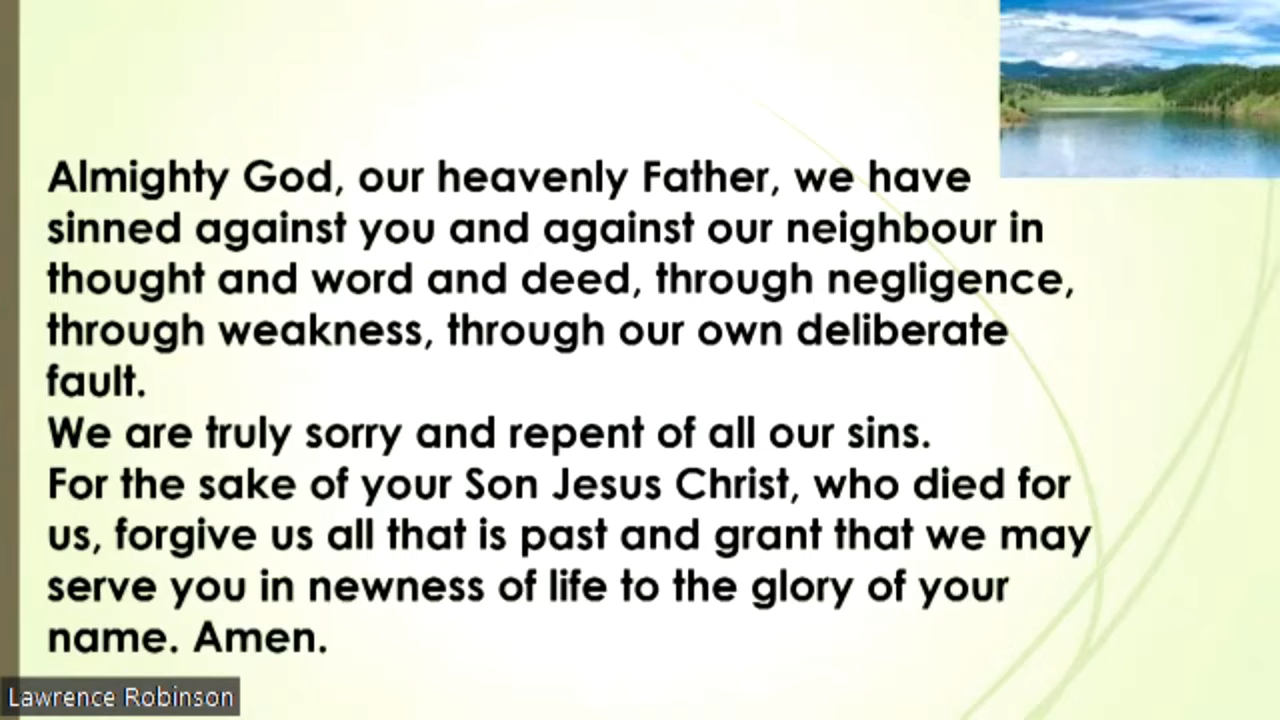 Almighty God, our heavenly Father, we have
sinned against you and against our neighbour in
thought and word and deed, through negligence,
through weakness, through our own deliberate
fault.
We are truly sorry and repent of all our sins.
For the sake of your Son Jesus Christ, who died for
us, forgive us all that is past and grant that we may
serve you in newness of life to the glory of your
name. Amen.
Lawrence Robinson